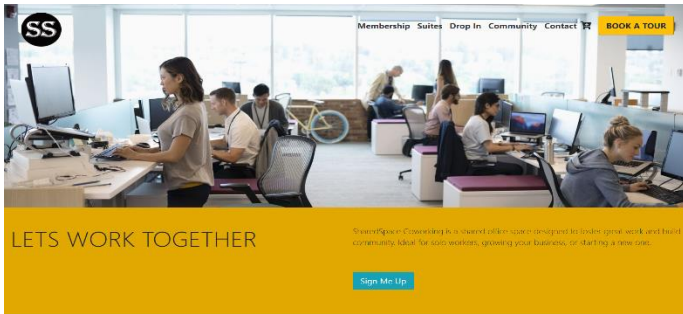 SS
Membership Suites Drop In Community Contact BOOK A TOUR
LETS WORK TOGETHER
SharedSpace Coworking is a shared office space designed to foster great work and build
community. Ideal for solo workers, growing your business, or starting a new one.
Sign Me Up